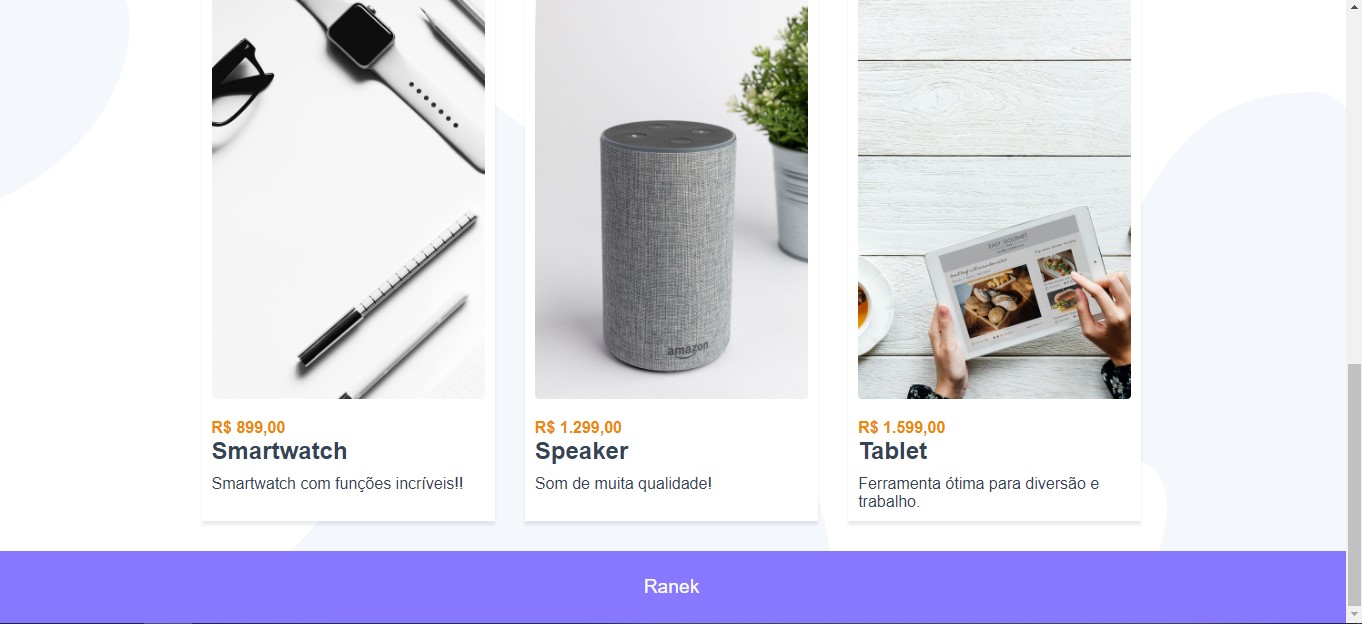 amazon
EASY GOURMET
R$ 899,00
Smartwatch
Smartwatch com funções incríveis!!
R$ 1.299,00
Speaker
Som de muita qualidade!
R$ 1.599,00
Tablet
Ferramenta ótima para diversão e
trabalho.
Ranek